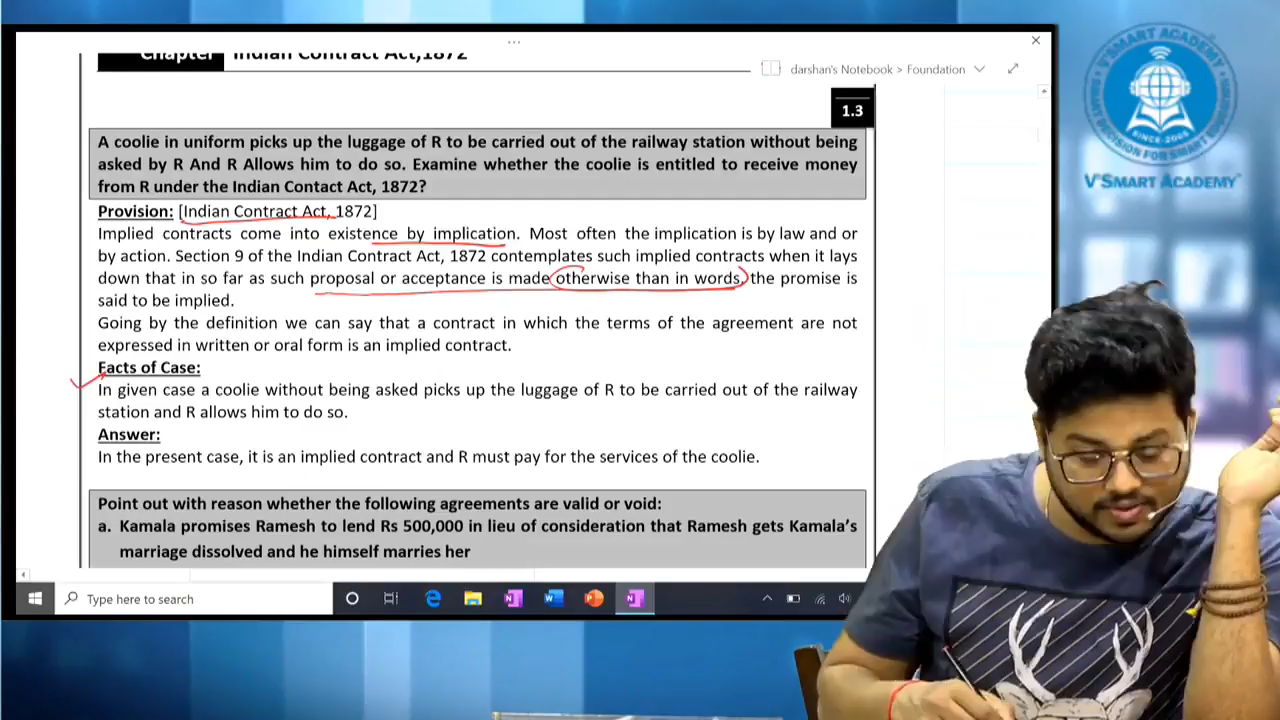 Chapter Indian Contract Act,1872
darshan's Notebook > Foundation
1.3
A coolie in uniform picks up the luggage of R to be carried out of the railway station without being
asked by R And R Allows him to do so. Examine whether the coolie is entitled to receive money
from R under the Indian Contact Act, 1872?
Provision: [Indian Contract Act, 1872]
Implied contracts come into existence by implication. Most often the implication is by law and or
by action. Section 9 of the Indian Contract Act, 1872 contemplates such implied contracts when it lays
down that in so far as such proposal or acceptance is made otherwise than in words, the promise is
said to be implied.
Going by the definition we can say that a contract in which the terms of the agreement are not
expressed in written or oral form is an implied contract.
Facts of Case:
In given case a coolie without being asked picks up the luggage of R to be carried out of the railway
station and R allows him to do so.
Answer:
In the present case, it is an implied contract and R must pay for the services of the coolie.
Point out with reason whether the following agreements are valid or void:
a. Kamala promises Ramesh to lend Rs 500,000 in lieu of consideration that Ramesh gets Kamala's
marriage dissolved and he himself marries her
Type here to search
V'SMART ACADEMY
SMART DECISION FOR SMART
SINCE-2005
V'SMART ACADEMY